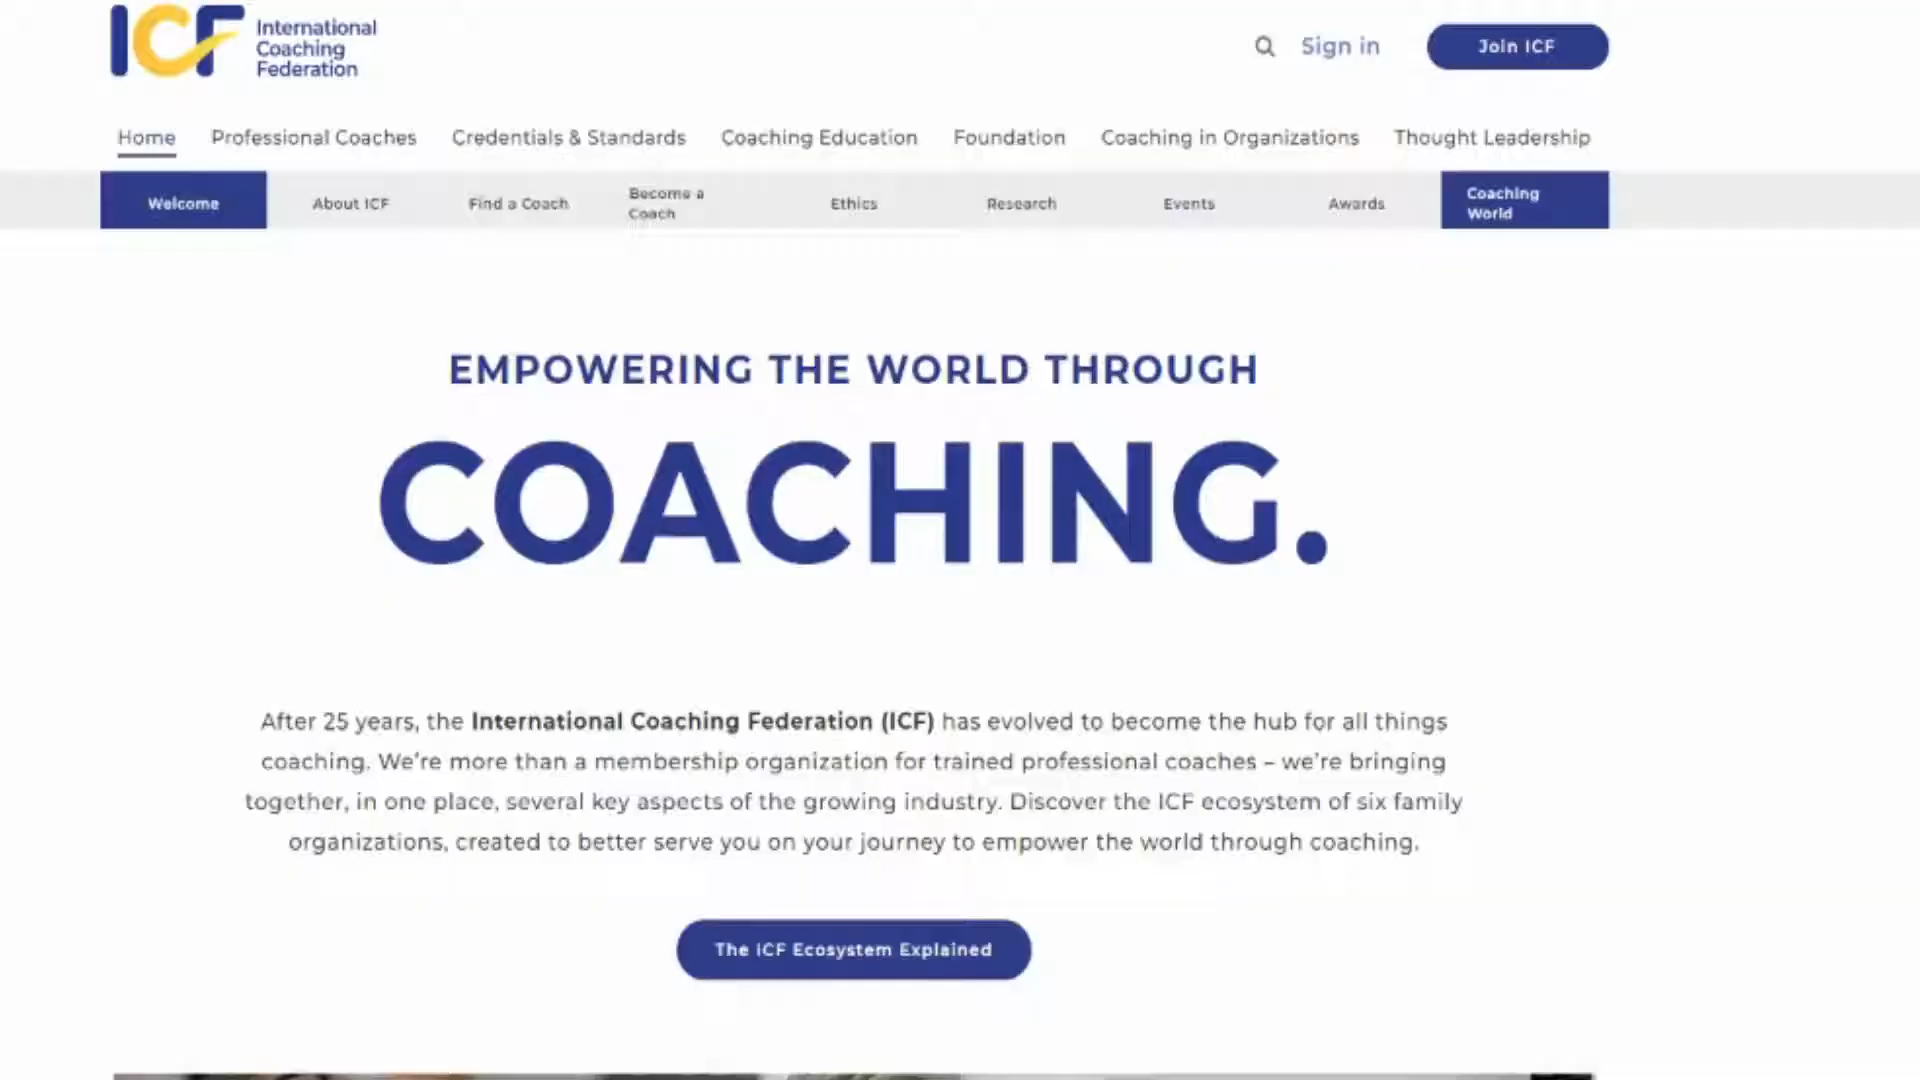 ICF International
Coaching
Federation
Sign in
Join ICF
Home Professional Coaches Credentials & Standards Coaching Education Foundation Coaching in Organizations Thought Leadership
Welcome About ICF Find a Coach Become a Coach Ethics Research Events Awards Coaching World
EMPOWERING THE WORLD THROUGH
COACHING.
After 25 years, the International Coaching Federation (ICF) has evolved to become the hub for all things
coaching. We're more than a membership organization for trained professional coaches – we're bringing
together, in one place, several key aspects of the growing industry. Discover the ICF ecosystem of six family
organizations, created to better serve you on your journey to empower the world through coaching.
The ICF Ecosystem Explained